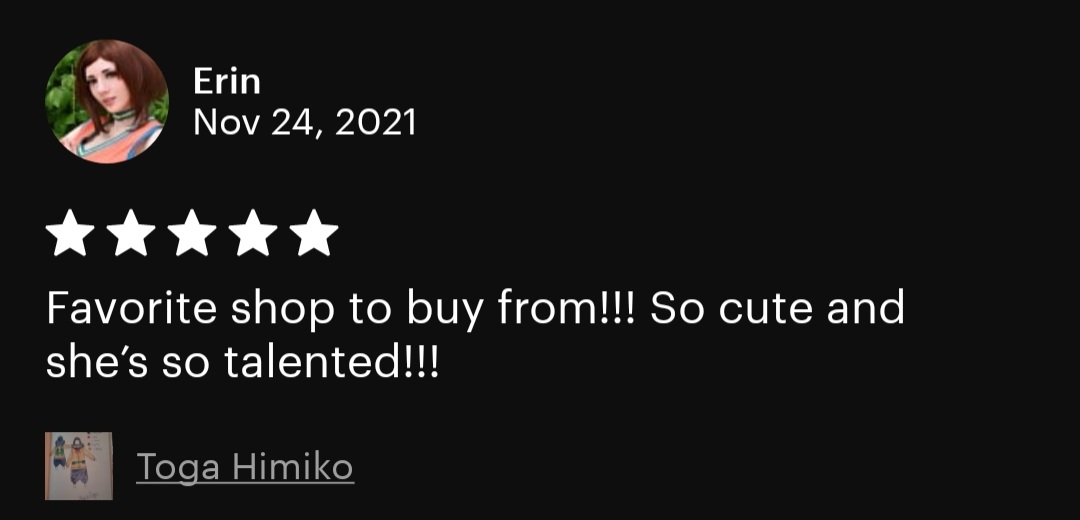 Erin
Nov 24, 2021
Favorite shop to buy from!!! So cute and
she’s so talented!!!
Toga Himiko